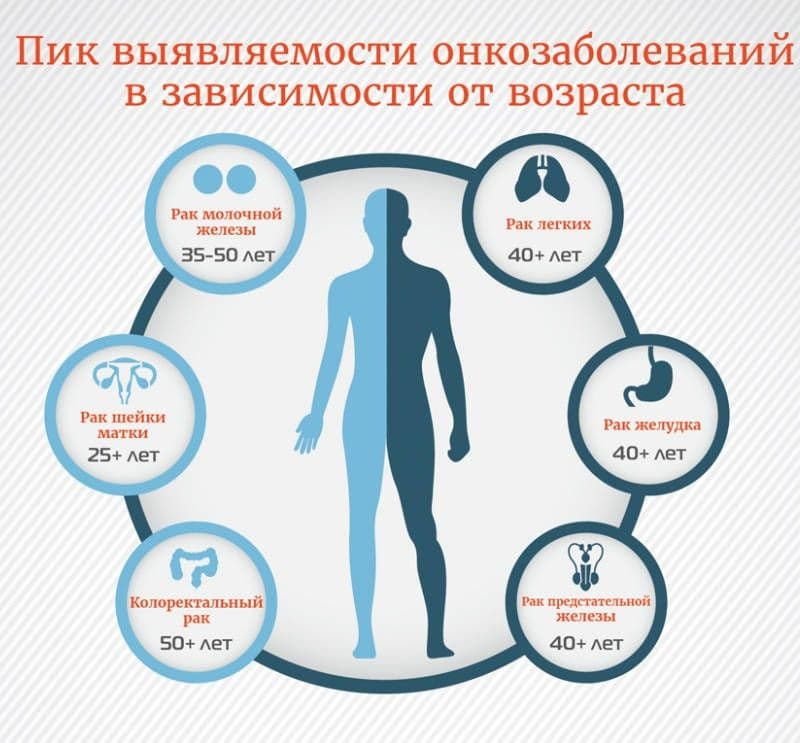 Пик выявляемости онкозаболеваний
в зависимости от возраста
Рак молочной
железы
35-50 лет
Рак легких
40+ лет
Рак шейки
матки
25+ лет
Рак желудка
40+ лет
Колоректальный
рак
50+ лет
Рак предстательной
железы
40+ лет